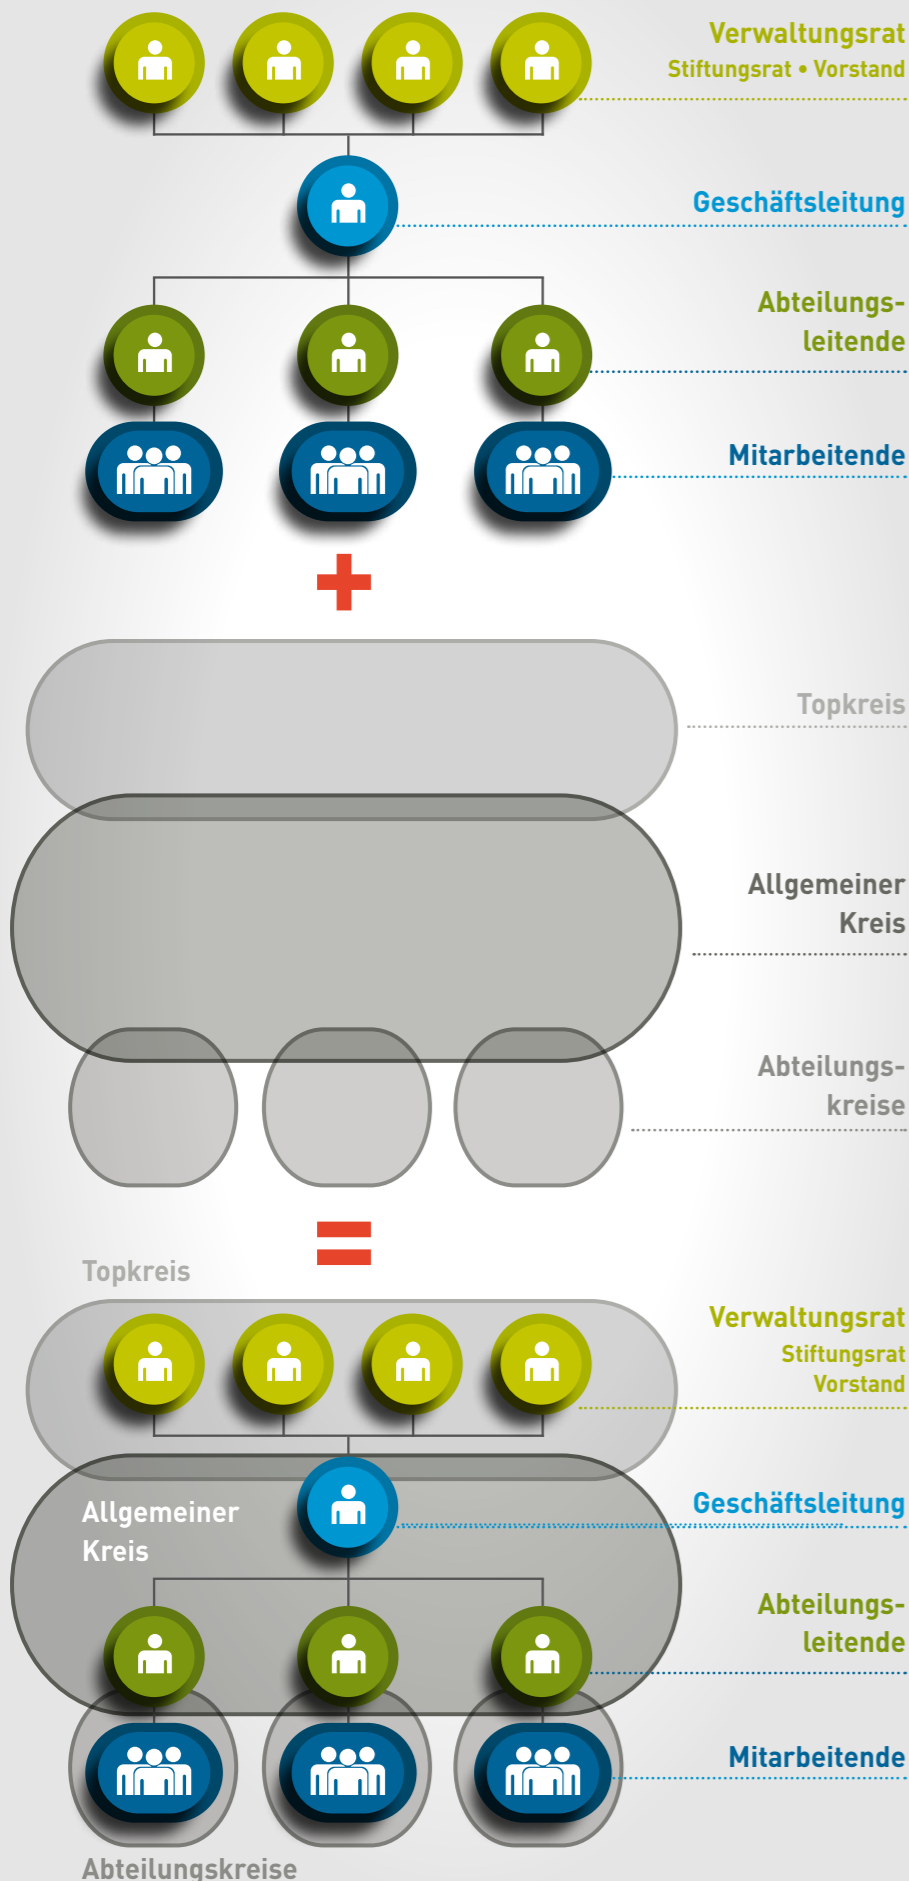 Verwaltungsrat
Stiftungsrat • Vorstand
Geschäftsleitung
Abteilungs-
leitende
Mitarbeitende
+
Topkreis
Allgemeiner
Kreis
Abteilungs-
kreise
=
Topkreis
Verwaltungsrat
Stiftungsrat
Vorstand
Allgemeiner
Kreis
Geschäftsleitung
Abteilungs-
leitende
Mitarbeitende
Abteilungskreise